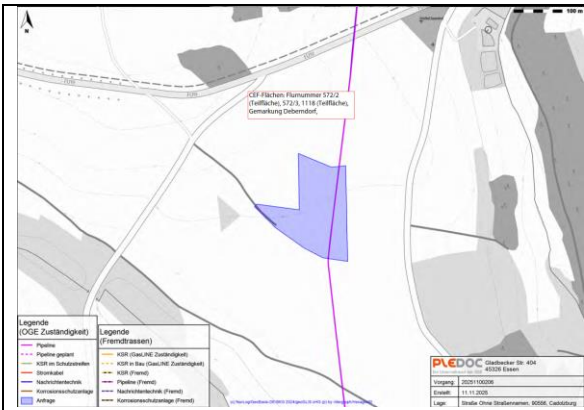 N
100 m
CEF-Flächen: Flurnummer 572/2
(Teilfläche), 572/3, 1118 (Teilfläche),
Gemarkung Deberndorf,
Legende
(OGE Zuständigkeit)
Pipeline
Pipeline geplant
KSR im Schutzstreifen
Stromkabel
Nachrichtentechnik
Korrosionsschutzanlage
Anfrage
Legende
(Fremdtrassen)
KSR (GasLINE Zuständigkeit)
KSR in Bau (GasLINE Zuständigkeit)
KSR (Fremd)
Pipeline (Fremd)
Nachrichtentechnik (Fremd)
Korrosionsschutzanlage (Fremd)
PLEDOC
Gladbecker Str. 404
45326 Essen
Vorgang: 20251100206
Erstellt: 11.11.2025
Lage: Straße Ohne Straßennamen, 90556, Cadolzburg